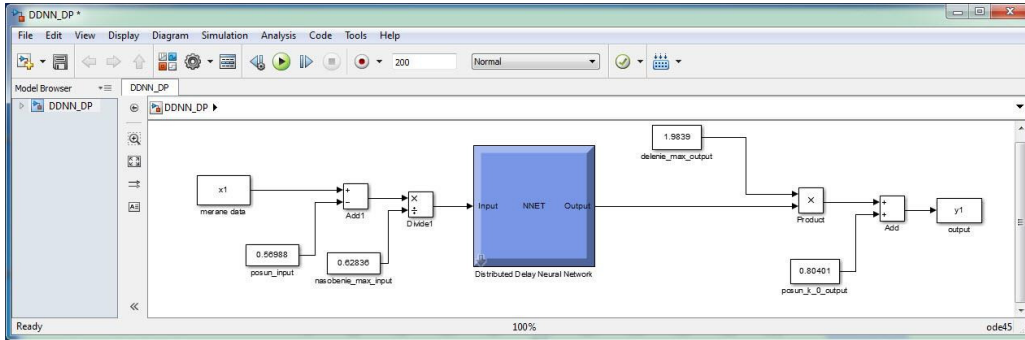 DDNN_DP *
File Edit View Display Diagram Simulation Analysis Code Tools Help
200 Normal
Model Browser DDNN_DP
DDNN_DP DDNN_DP
1.9839
delenie_max_output
x1
merane data
+
−
Add1
×
÷
Divide1
Input NNET Output
Distributed Delay Neural Network
×
Product
+
+
Add
y1
output
0.56988
posun_input
0.62836
nasobenie_max_input
0.80401
posun_k_0_output
Ready 100% ode45